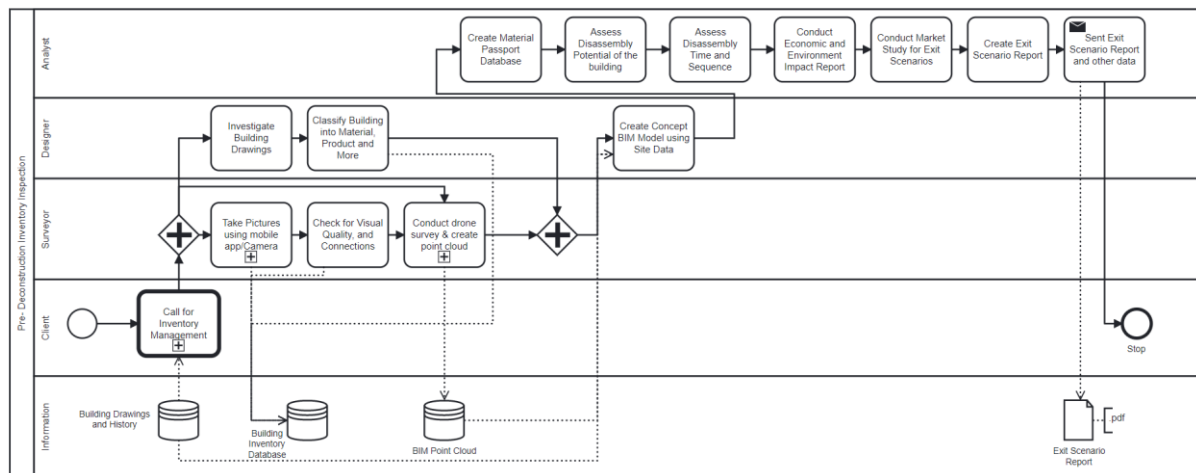 Pre- Deconstruction Inventory Inspection
Analyst
Create Material
Passport
Database
Assess
Disassembly
Potential of the
building
Assess
Disassembly
Time and
Sequence
Conduct
Economic and
Environment
Impact Report
Conduct Market
Study for Exit
Scenarios
Create Exit
Scenario Report
Sent Exit
Scenario Report
and other data
Designer
Investigate
Building
Drawings
Classify Building
into Material,
Product and
More
Create Concept
BIM Model using
Site Data
Surveyor
Take Pictures
using mobile
app/Camera
Check for Visual
Quality, and
Connections
Conduct drone
survey & create
point cloud
Client
Call for
Inventory
Management
Stop
Information
Building Drawings
and History
Building
Inventory
Database
BIM Point Cloud
pdf
Exit Scenario
Report